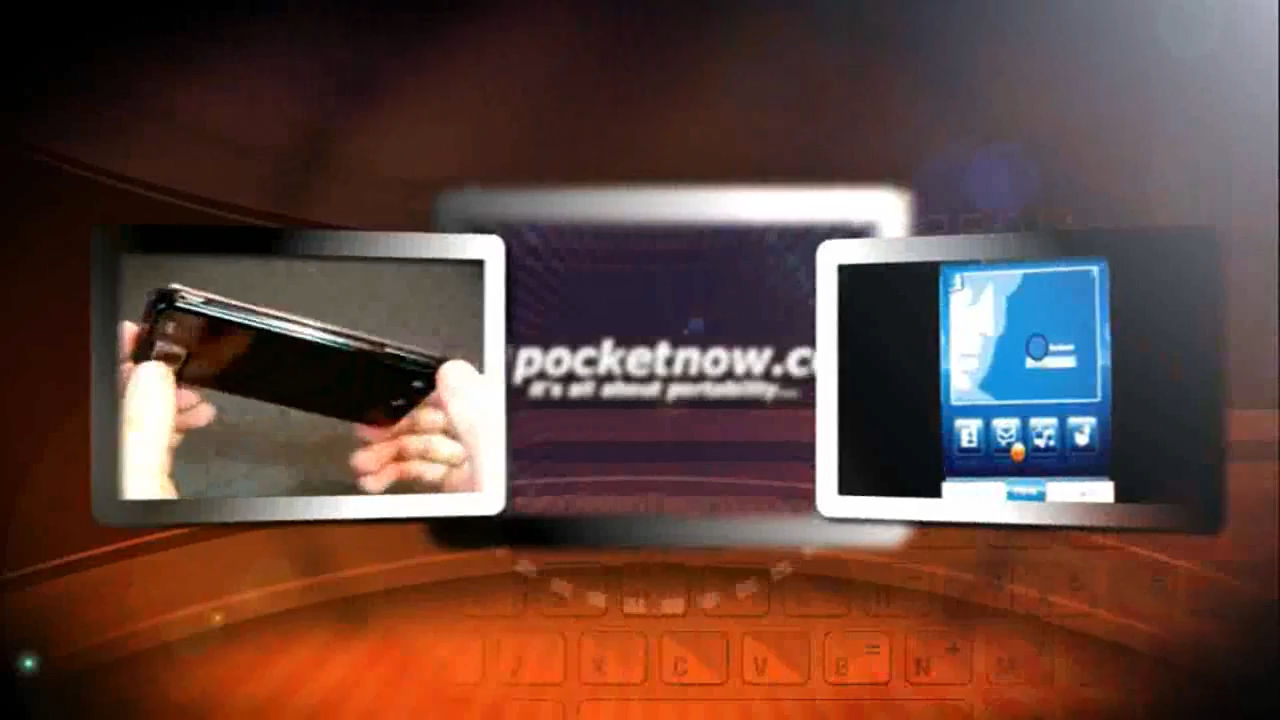 pocketnow.c
it's all about portability...
Z X C V B = N + M